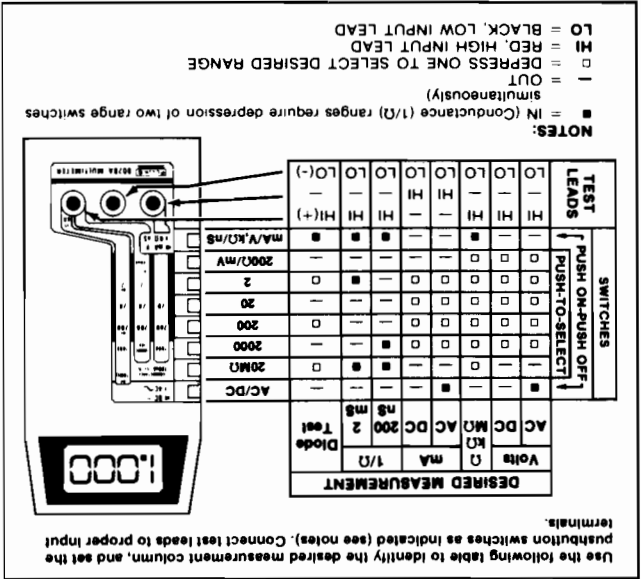 Use the following table to identify the desired measurement column, and set the
pushbutton switches as indicated (see notes). Connect test leads to proper input
terminals.
DESIRED MEASUREMENT
Volts Ω mA 1/Ω Diode Test
AC DC kΩ MΩ AC DC 200 nS 2 mS
SWITCHES
PUSH ON-PUSH OFF
PUSH-TO-SELECT
■ — — ■ — — — — AC/DC
— — □ — — ■ ■ □ 20MΩ
□ □ □ □ □ ■ — — 2000
□ □ □ □ □ — — □ 200
□ □ □ □ □ — — — 20
□ □ □ □ □ — ■ □ 2
□ □ □ □ □ — — — 200Ω/mV
— — ■ — — ■ ■ ■ mA/V,kΩ/nS
TEST LEADS
HI HI HI — — HI HI HI(+)
— — — HI HI — — —
LO LO LO LO LO LO LO LO(-)
1.000
8022A MULTIMETER
NOTES:
■ = IN (Conductance (1/Ω) ranges require depression of two range switches
simultaneously)
— = OUT
□ = DEPRESS ONE TO SELECT DESIRED RANGE
HI = RED, HIGH INPUT LEAD
LO = BLACK, LOW INPUT LEAD